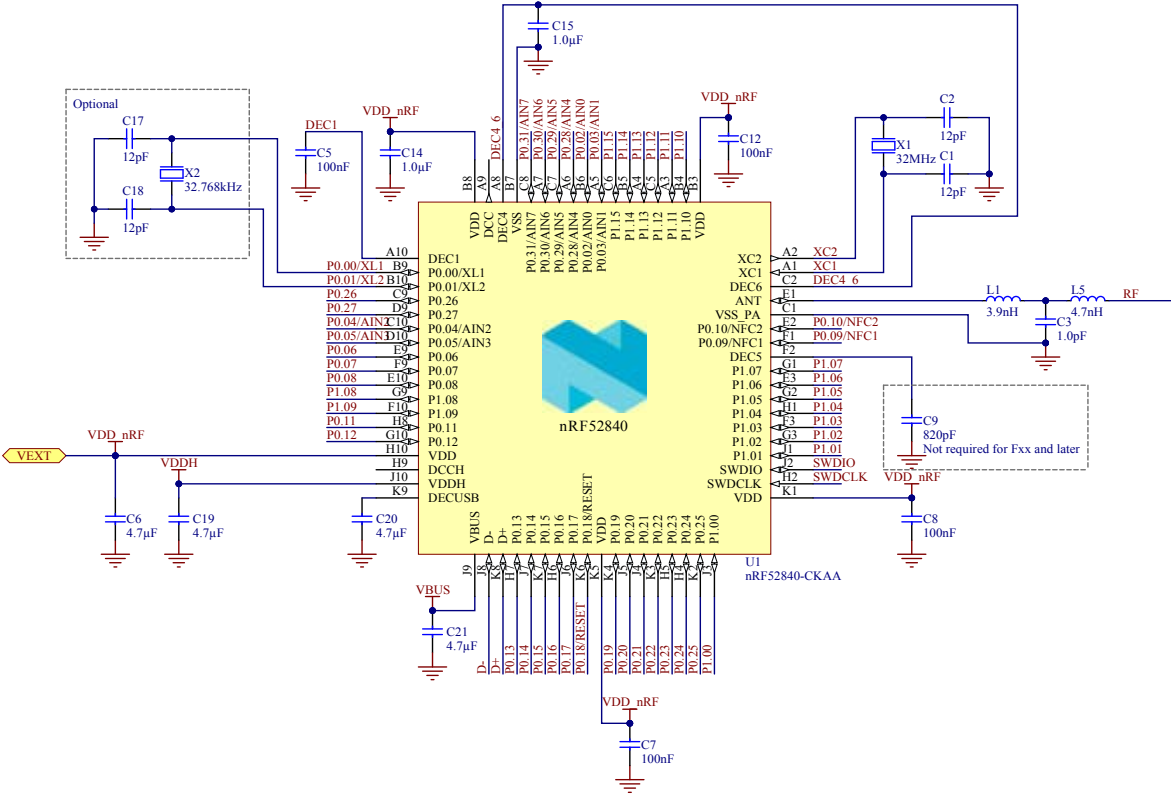 C15
1.0µF
Optional
C17
12pF
X2
32.768kHz
C18
12pF
DEC1
C5
100nF
VDD_nRF
C14
1.0µF
DEC4_6
P0.31/AIN7
P0.30/AIN6
P0.29/AIN5
P0.28/AIN4
P0.02/AIN0
P0.03/AIN1
P1.15
P1.14
P1.13
P1.12
P1.11
P1.10
VDD_nRF
C12
100nF
C2
12pF
X1
32MHz
C1
12pF
B8
A9
A8
B7
C8
A7
C7
A6
B6
A5
C6
B5
A4
C5
A3
B4
B3
VDD
DCC
DEC4
VSS
P0.31/AIN7
P0.30/AIN6
P0.29/AIN5
P0.28/AIN4
P0.02/AIN0
P0.03/AIN1
P1.15
P1.14
P1.13
P1.12
P1.11
P1.10
VDD
A10 DEC1
P0.00/XL1 B9 P0.00/XL1
P0.01/XL2 B10 P0.01/XL2
P0.26 C9 P0.26
P0.27 D9 P0.27
P0.04/AIN2 C10 P0.04/AIN2
P0.05/AIN3 D10 P0.05/AIN3
P0.06 E9 P0.06
P0.07 F9 P0.07
P0.08 E10 P0.08
P1.08 G9 P1.08
P1.09 F10 P1.09
P0.11 H8 P0.11
P0.12 G10 P0.12
H10 VDD
H9 DCCH
J10 VDDH
K9 DECUSB
XC2 A2 XC2
XC1 A1 XC1
DEC6 C2 DEC4_6
ANT E1
VSS_PA C1
P0.10/NFC2 E2 P0.10/NFC2
P0.09/NFC1 F1 P0.09/NFC1
DEC5 F2
P1.07 G1 P1.07
P1.06 E3 P1.06
P1.05 G2 P1.05
P1.04 H1 P1.04
P1.03 F3 P1.03
P1.02 G3 P1.02
P1.01 J1 P1.01
SWDIO J2 SWDIO
SWDCLK H2 SWDCLK
VDD K1
L1
3.9nH
L5
4.7nH
RF
C3
1.0pF
C9
820pF
Not required for Fxx and later
VDD_nRF
C8
100nF
nRF52840
VEXT
VDD_nRF
VDDH
C6
4.7µF
C19
4.7µF
C20
4.7µF
VBUS
D-
D+
P0.13
P0.14
P0.15
P0.16
P0.17
P0.18/RESET
VDD
P0.19
P0.20
P0.21
P0.22
P0.23
P0.24
P0.25
P1.00
U1
nRF52840-CKAA
J9
J8
K8
H7
J7
K7
H6
J6
K6
K5
K4
J5
J4
K3
H5
H4
K2
J3
VBUS
C21
4.7µF
D-
D+
P0.13
P0.14
P0.15
P0.16
P0.17
P0.18/RESET
P0.19
P0.20
P0.21
P0.22
P0.23
P0.24
P0.25
P1.00
VDD_nRF
C7
100nF